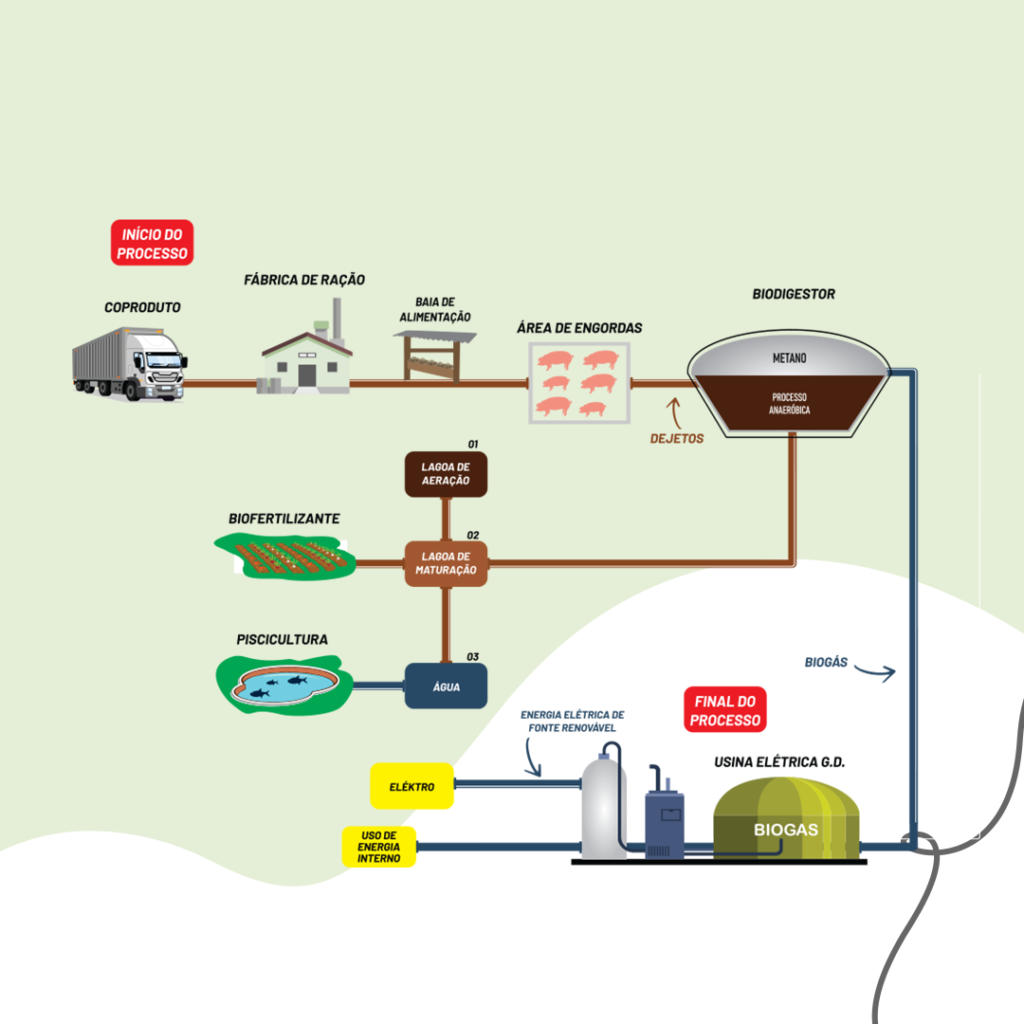 INÍCIO DO
PROCESSO
COPRODUTO
FÁBRICA DE RAÇÃO
BAIA DE
ALIMENTAÇÃO
ÁREA DE ENGORDAS
BIODIGESTOR
METANO
PROCESSO
ANAERÓBICA
DEJETOS
01
LAGOA DE
AERAÇÃO
BIOFERTILIZANTE
02
LAGOA DE
MATURAÇÃO
PISCICULTURA
03
ÁGUA
BIOGÁS
ENERGIA ELÉTRICA DE
FONTE RENOVÁVEL
FINAL DO
PROCESSO
USINA ELÉTRICA G.D.
ELÉKTRO
BIOGAS
USO DE
ENERGIA
INTERNO